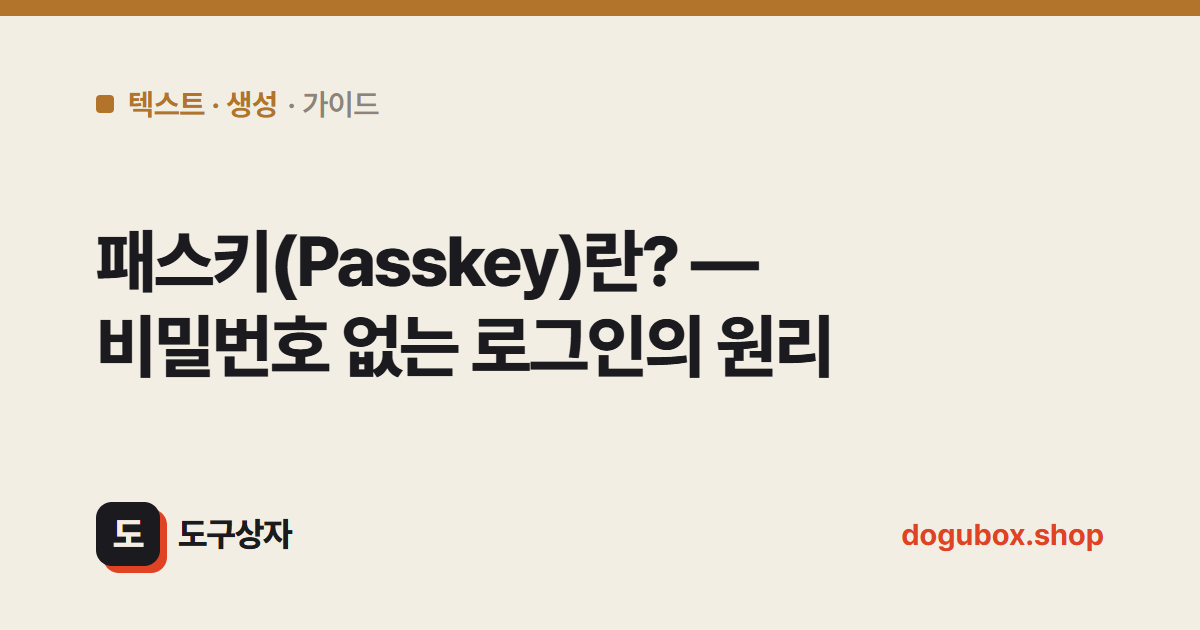 텍스트 · 생성 · 가이드
패스키(Passkey)란? —
비밀번호 없는 로그인의 원리
도 도구상자
dogubox.shop